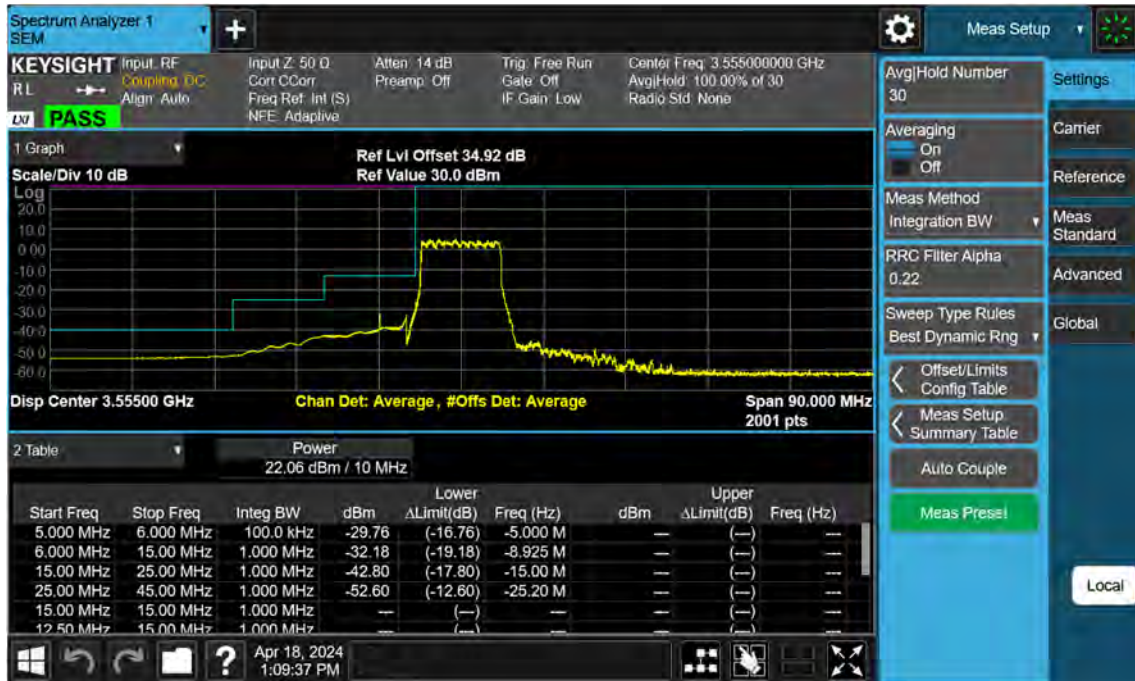 Spectrum Analyzer 1
SEM
Meas Setup
KEYSIGHT Input: RF Input Z: 50 Ω Atten: 14 dB Trig: Free Run Center Freq: 3.555000000 GHz
RL Coupling: DC Corr CCorr Preamp: Off Gate: Off Avg|Hold: 100.00% of 30
Align: Auto Freq Ref: Int (S) IF Gain: Low Radio Std: None
LXI PASS NFE: Adaptive
1 Graph
Ref Lvl Offset 34.92 dB
Scale/Div 10 dB Ref Value 30.0 dBm
Log
20.0
10.0
0.00
-10.0
-20.0
-30.0
-40.0
-50.0
-60.0
Disp Center 3.55500 GHz Chan Det: Average , #Offs Det: Average Span 90.000 MHz
2001 pts
2 Table Power
22.06 dBm / 10 MHz
Lower Upper
Start Freq Stop Freq Integ BW dBm ΔLimit(dB) Freq (Hz) dBm ΔLimit(dB) Freq (Hz)
5.000 MHz 6.000 MHz 100.0 kHz -29.76 (-16.76) -5.000 M --- (---) ---
6.000 MHz 15.00 MHz 1.000 MHz -32.18 (-19.18) -8.925 M --- (---) ---
15.00 MHz 25.00 MHz 1.000 MHz -42.80 (-17.80) -15.00 M --- (---) ---
25.00 MHz 45.00 MHz 1.000 MHz -52.60 (-12.60) -25.20 M --- (---) ---
15.00 MHz 15.00 MHz 1.000 MHz --- (---) --- --- (---) ---
12.50 MHz 15.00 MHz 1.000 MHz --- (---) --- --- (---) ---
Apr 18, 2024
1:09:37 PM
Avg|Hold Number
30
Averaging
On
Off
Meas Method
Integration BW
RRC Filter Alpha
0.22
Sweep Type Rules
Best Dynamic Rng
Offset/Limits
Config Table
Meas Setup
Summary Table
Auto Couple
Meas Preset
Settings
Carrier
Reference
Meas
Standard
Advanced
Global
Local